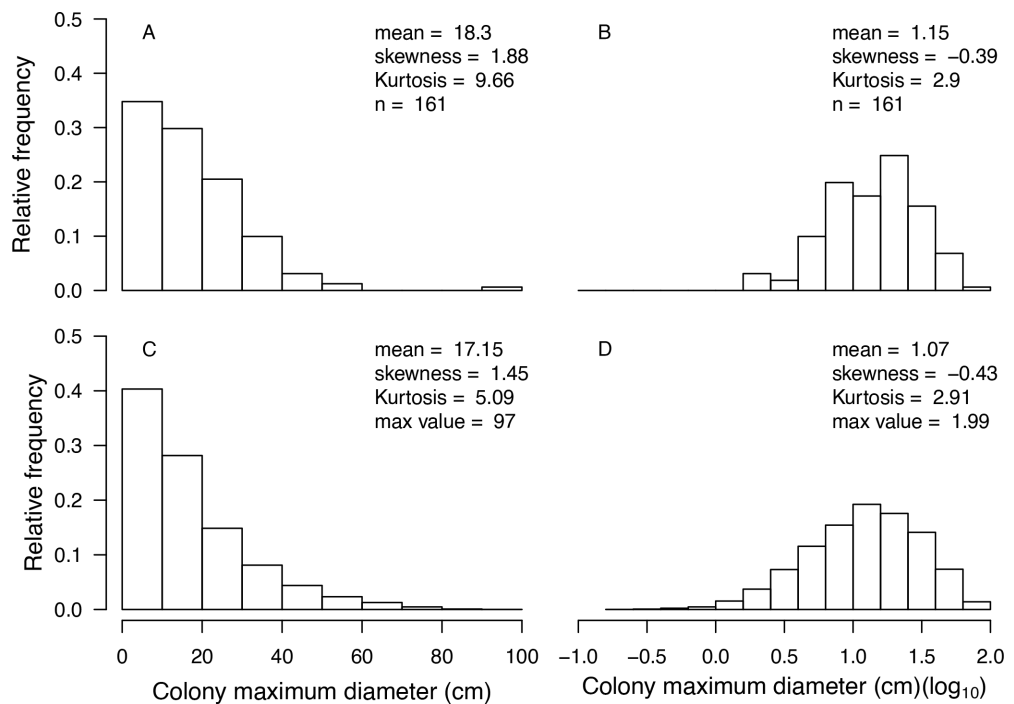 A
mean = 18.3
skewness = 1.88
Kurtosis = 9.66
n = 161
0.5
0.4
0.3
0.2
0.1
0.0
Relative frequency
B
mean = 1.15
skewness = −0.39
Kurtosis = 2.9
n = 161
C
mean = 17.15
skewness = 1.45
Kurtosis = 5.09
max value = 97
0.5
0.4
0.3
0.2
0.1
0.0
Relative frequency
0 20 40 60 80 100
Colony maximum diameter (cm)
D
mean = 1.07
skewness = −0.43
Kurtosis = 2.91
max value = 1.99
−1.0 −0.5 0.0 0.5 1.0 1.5 2.0
Colony maximum diameter (cm)(log₁₀)